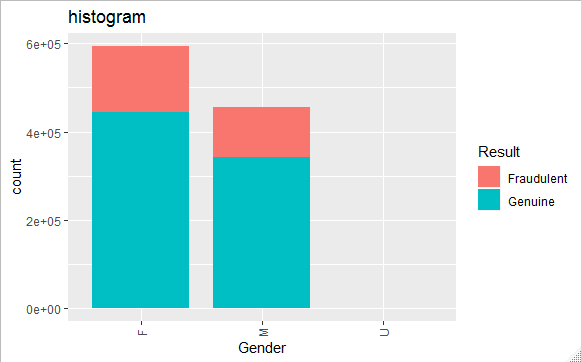 histogram
6e+05
4e+05
2e+05
0e+00
count
F
M
U
Gender
Result
Fraudulent
Genuine